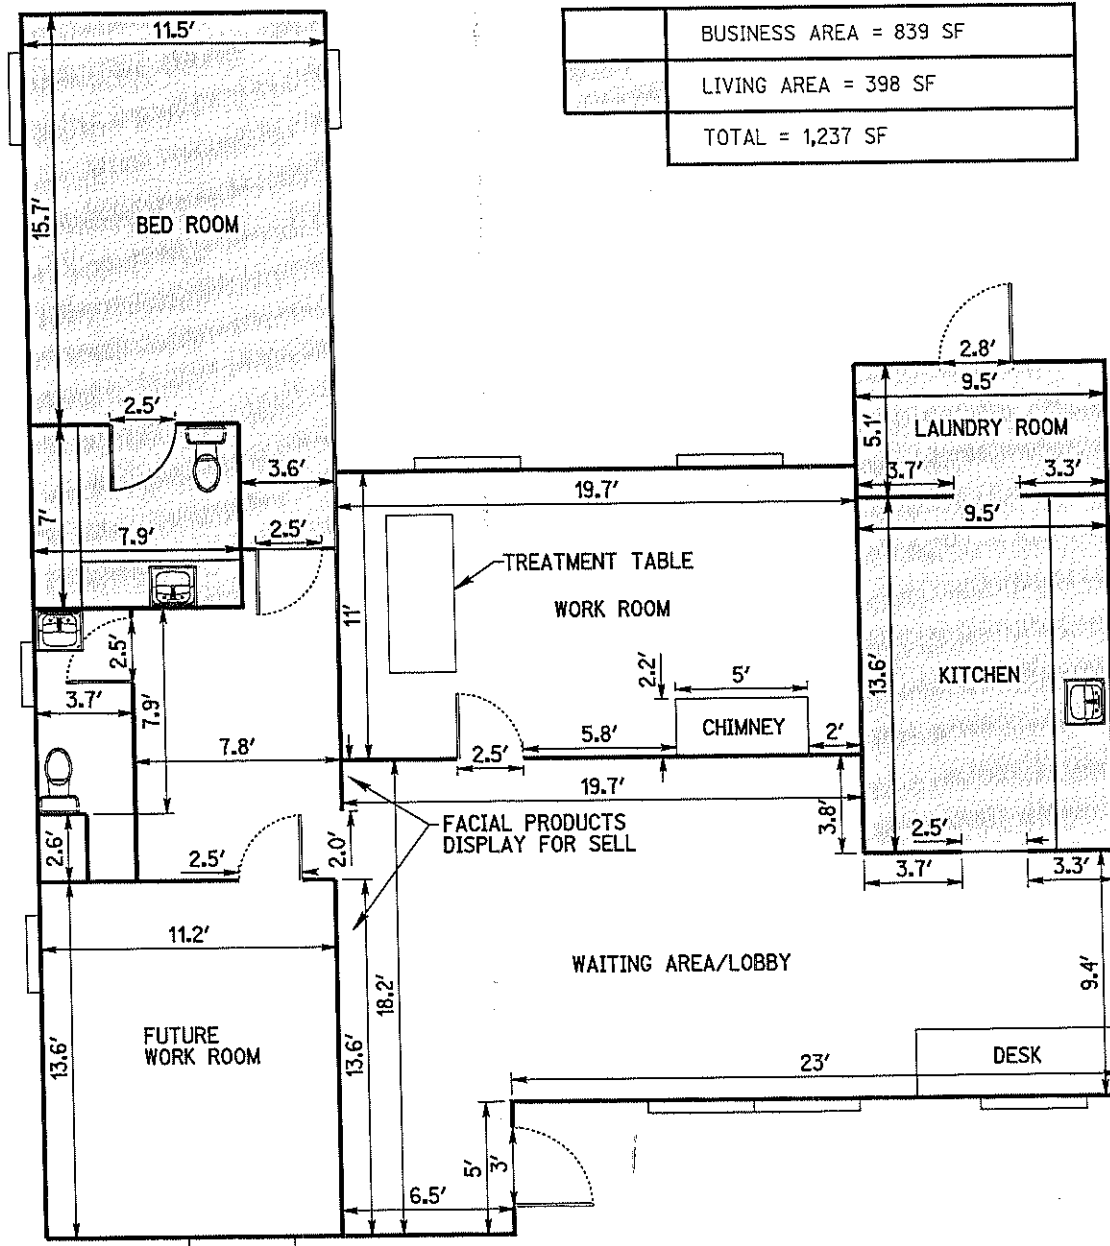 BUSINESS AREA = 839 SF
LIVING AREA = 398 SF
TOTAL = 1,237 SF
11.5'
15.7'
BED ROOM
2.5'
3.6'
7'
7.9'
2.5'
2.8'
9.5'
5.1'
LAUNDRY ROOM
3.7'
3.3'
9.5'
19.7'
TREATMENT TABLE
WORK ROOM
11'
2.2'
5'
CHIMNEY
5.8'
2'
2.5'
13.6'
KITCHEN
2.5'
3.7'
7.9'
7.8'
19.7'
3.8'
2.5'
3.7'
3.3'
FACIAL PRODUCTS
DISPLAY FOR SELL
2.6'
2.5'
2.0'
11.2'
18.2'
WAITING AREA/LOBBY
9.4'
13.6'
FUTURE
WORK ROOM
13.6'
DESK
23'
5'
3'
6.5'